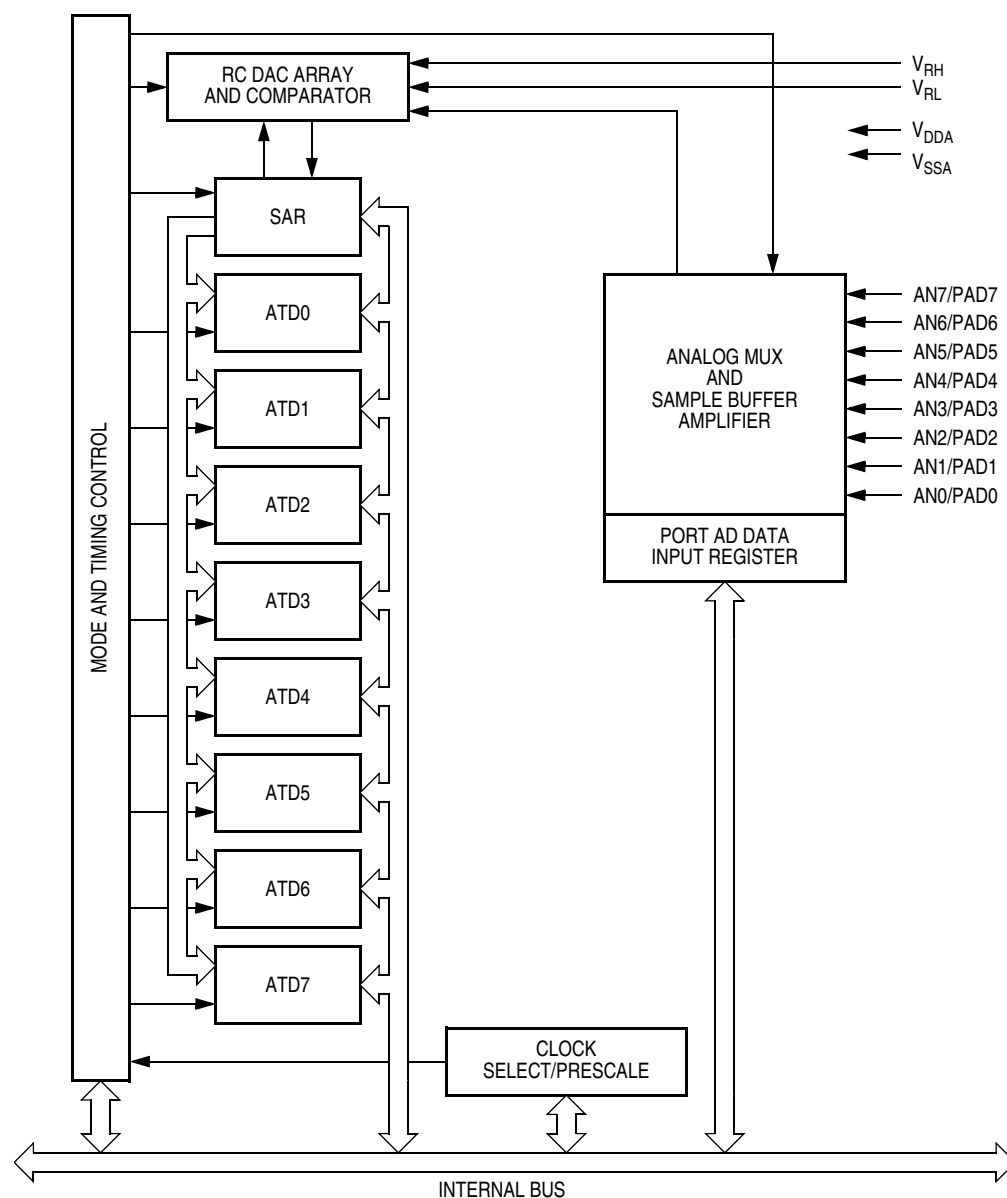 RC DAC ARRAY
AND COMPARATOR
V_RH
V_RL
V_DDA
V_SSA
SAR
ATD0
ATD1
ATD2
ATD3
ATD4
ATD5
ATD6
ATD7
MODE AND TIMING CONTROL
ANALOG MUX
AND
SAMPLE BUFFER
AMPLIFIER
PORT AD DATA
INPUT REGISTER
AN7/PAD7
AN6/PAD6
AN5/PAD5
AN4/PAD4
AN3/PAD3
AN2/PAD2
AN1/PAD1
AN0/PAD0
CLOCK
SELECT/PRESCALE
INTERNAL BUS